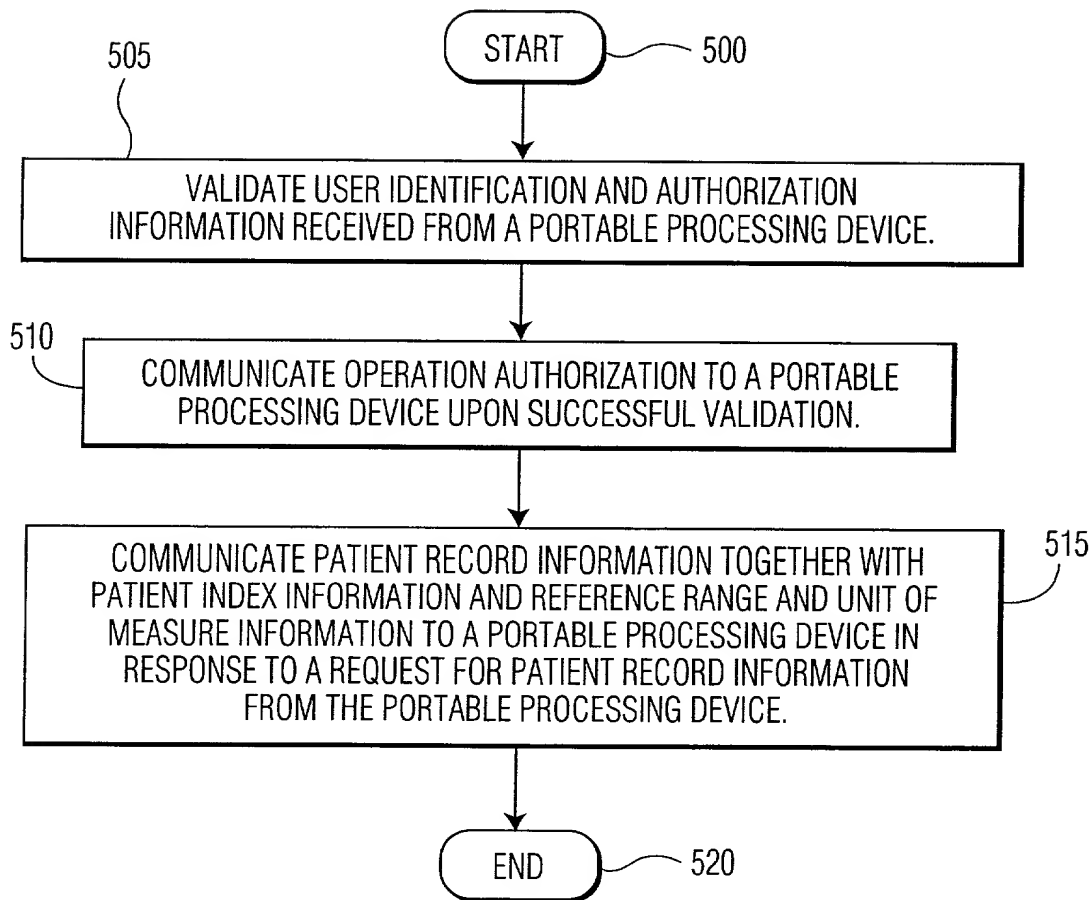 START
500
505
VALIDATE USER IDENTIFICATION AND AUTHORIZATION
INFORMATION RECEIVED FROM A PORTABLE PROCESSING DEVICE.
510
COMMUNICATE OPERATION AUTHORIZATION TO A PORTABLE
PROCESSING DEVICE UPON SUCCESSFUL VALIDATION.
515
COMMUNICATE PATIENT RECORD INFORMATION TOGETHER WITH
PATIENT INDEX INFORMATION AND REFERENCE RANGE AND UNIT OF
MEASURE INFORMATION TO A PORTABLE PROCESSING DEVICE IN
RESPONSE TO A REQUEST FOR PATIENT RECORD INFORMATION
FROM THE PORTABLE PROCESSING DEVICE.
END
520